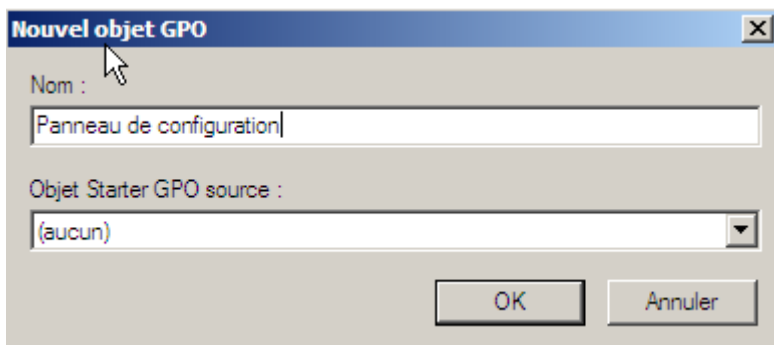 Nouvel objet GPO
Nom :
Panneau de configuration
Objet Starter GPO source :
(aucun)
OK
Annuler